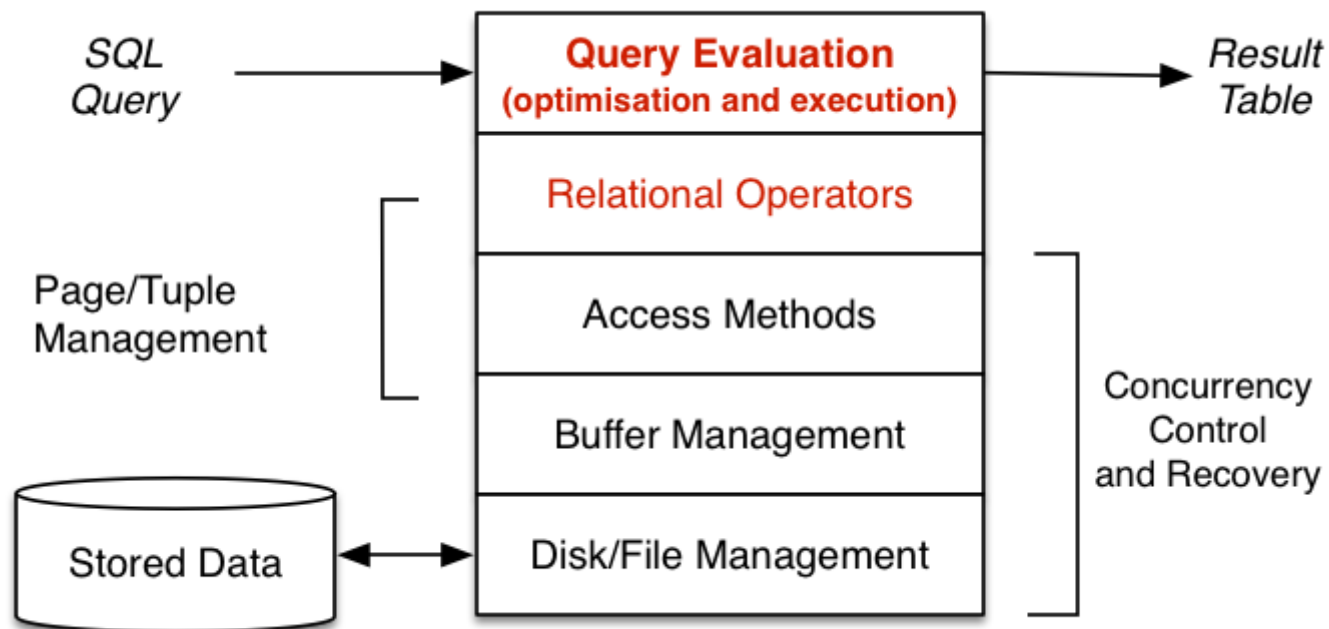 SQL
Query
Query Evaluation
(optimisation and execution)
Result
Table
Relational Operators
Page/Tuple
Management
Access Methods
Concurrency
Control
and Recovery
Buffer Management
Stored Data
Disk/File Management